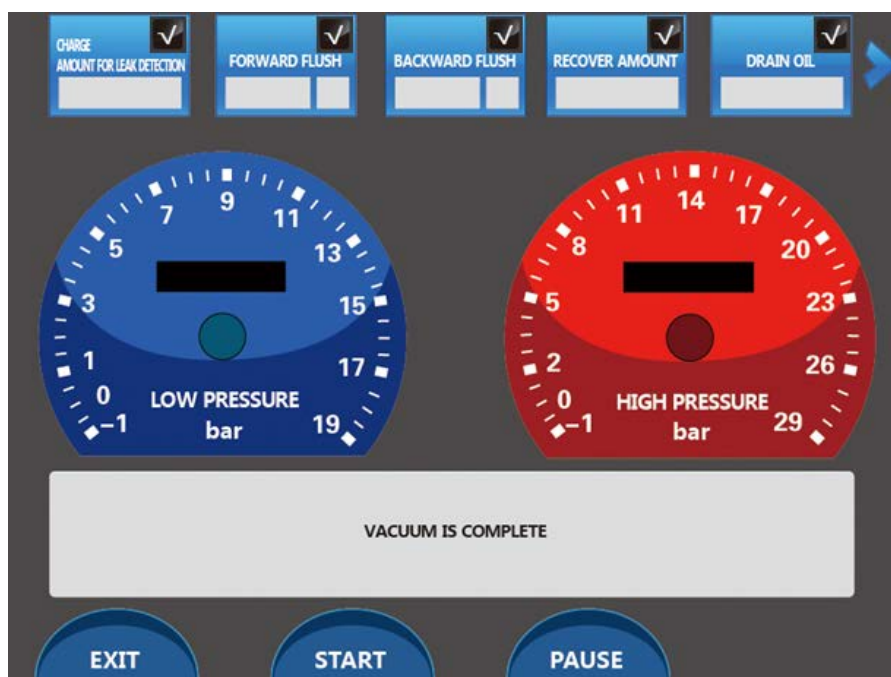 CHARGE
AMOUNT FOR LEAK DETECTION
√
FORWARD FLUSH
√
BACKWARD FLUSH
√
RECOVER AMOUNT
√
DRAIN OIL
√
–1
0
1
3
5
7
9
11
13
15
17
19
LOW PRESSURE
bar
–1
0
2
5
8
11
14
17
20
23
26
29
HIGH PRESSURE
bar
VACUUM IS COMPLETE
EXIT
START
PAUSE